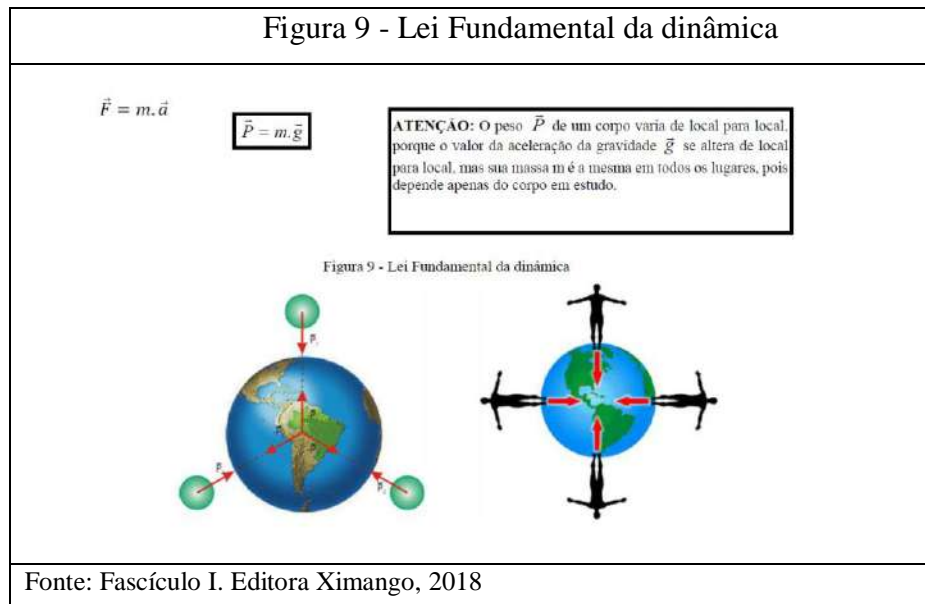 Figura 9 - Lei Fundamental da dinâmica
F⃗ = m.a⃗
P⃗ = m.g⃗
ATENÇÃO: O peso P⃗ de um corpo varia de local para local,
porque o valor da aceleração da gravidade g⃗ se altera de local
para local, mas sua massa m é a mesma em todos os lugares, pois
depende apenas do corpo em estudo.
Figura 9 - Lei Fundamental da dinâmica
Fonte: Fascículo I. Editora Ximango, 2018